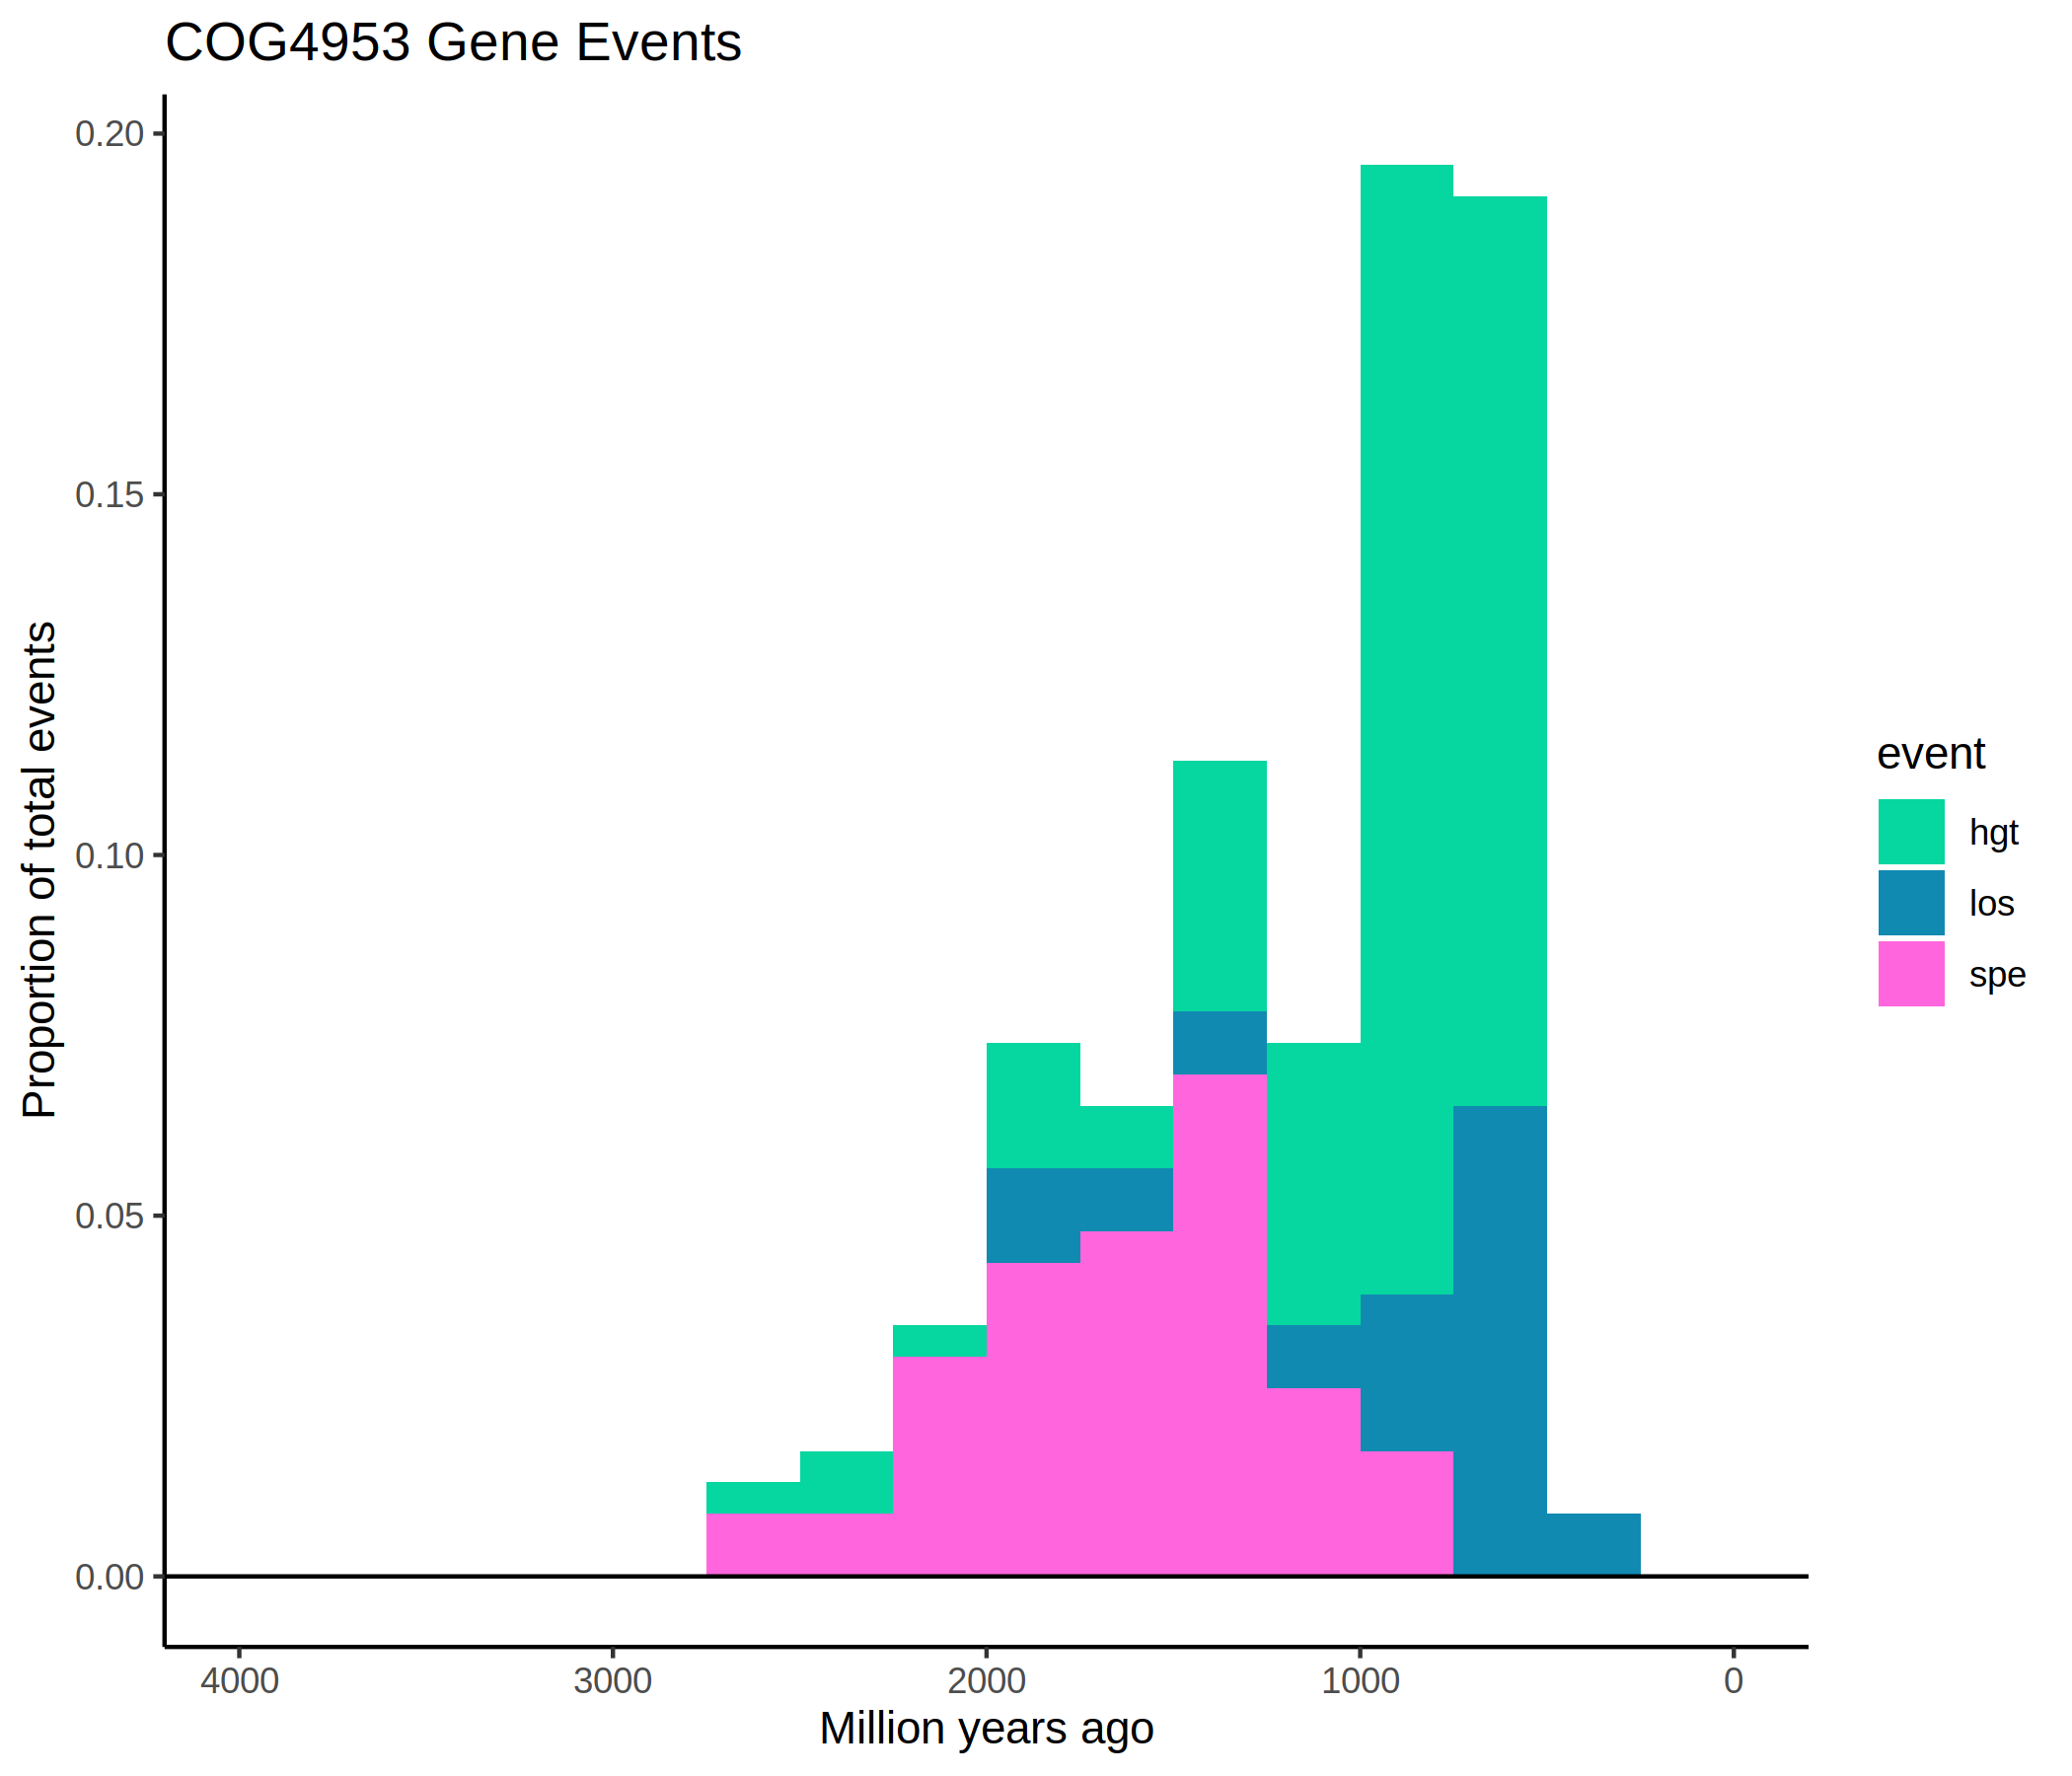 COG4953 Gene Events
Proportion of total events
0.20
0.15
0.10
0.05
0.00
4000 3000 2000 1000 0
Million years ago
event
hgt
los
spe